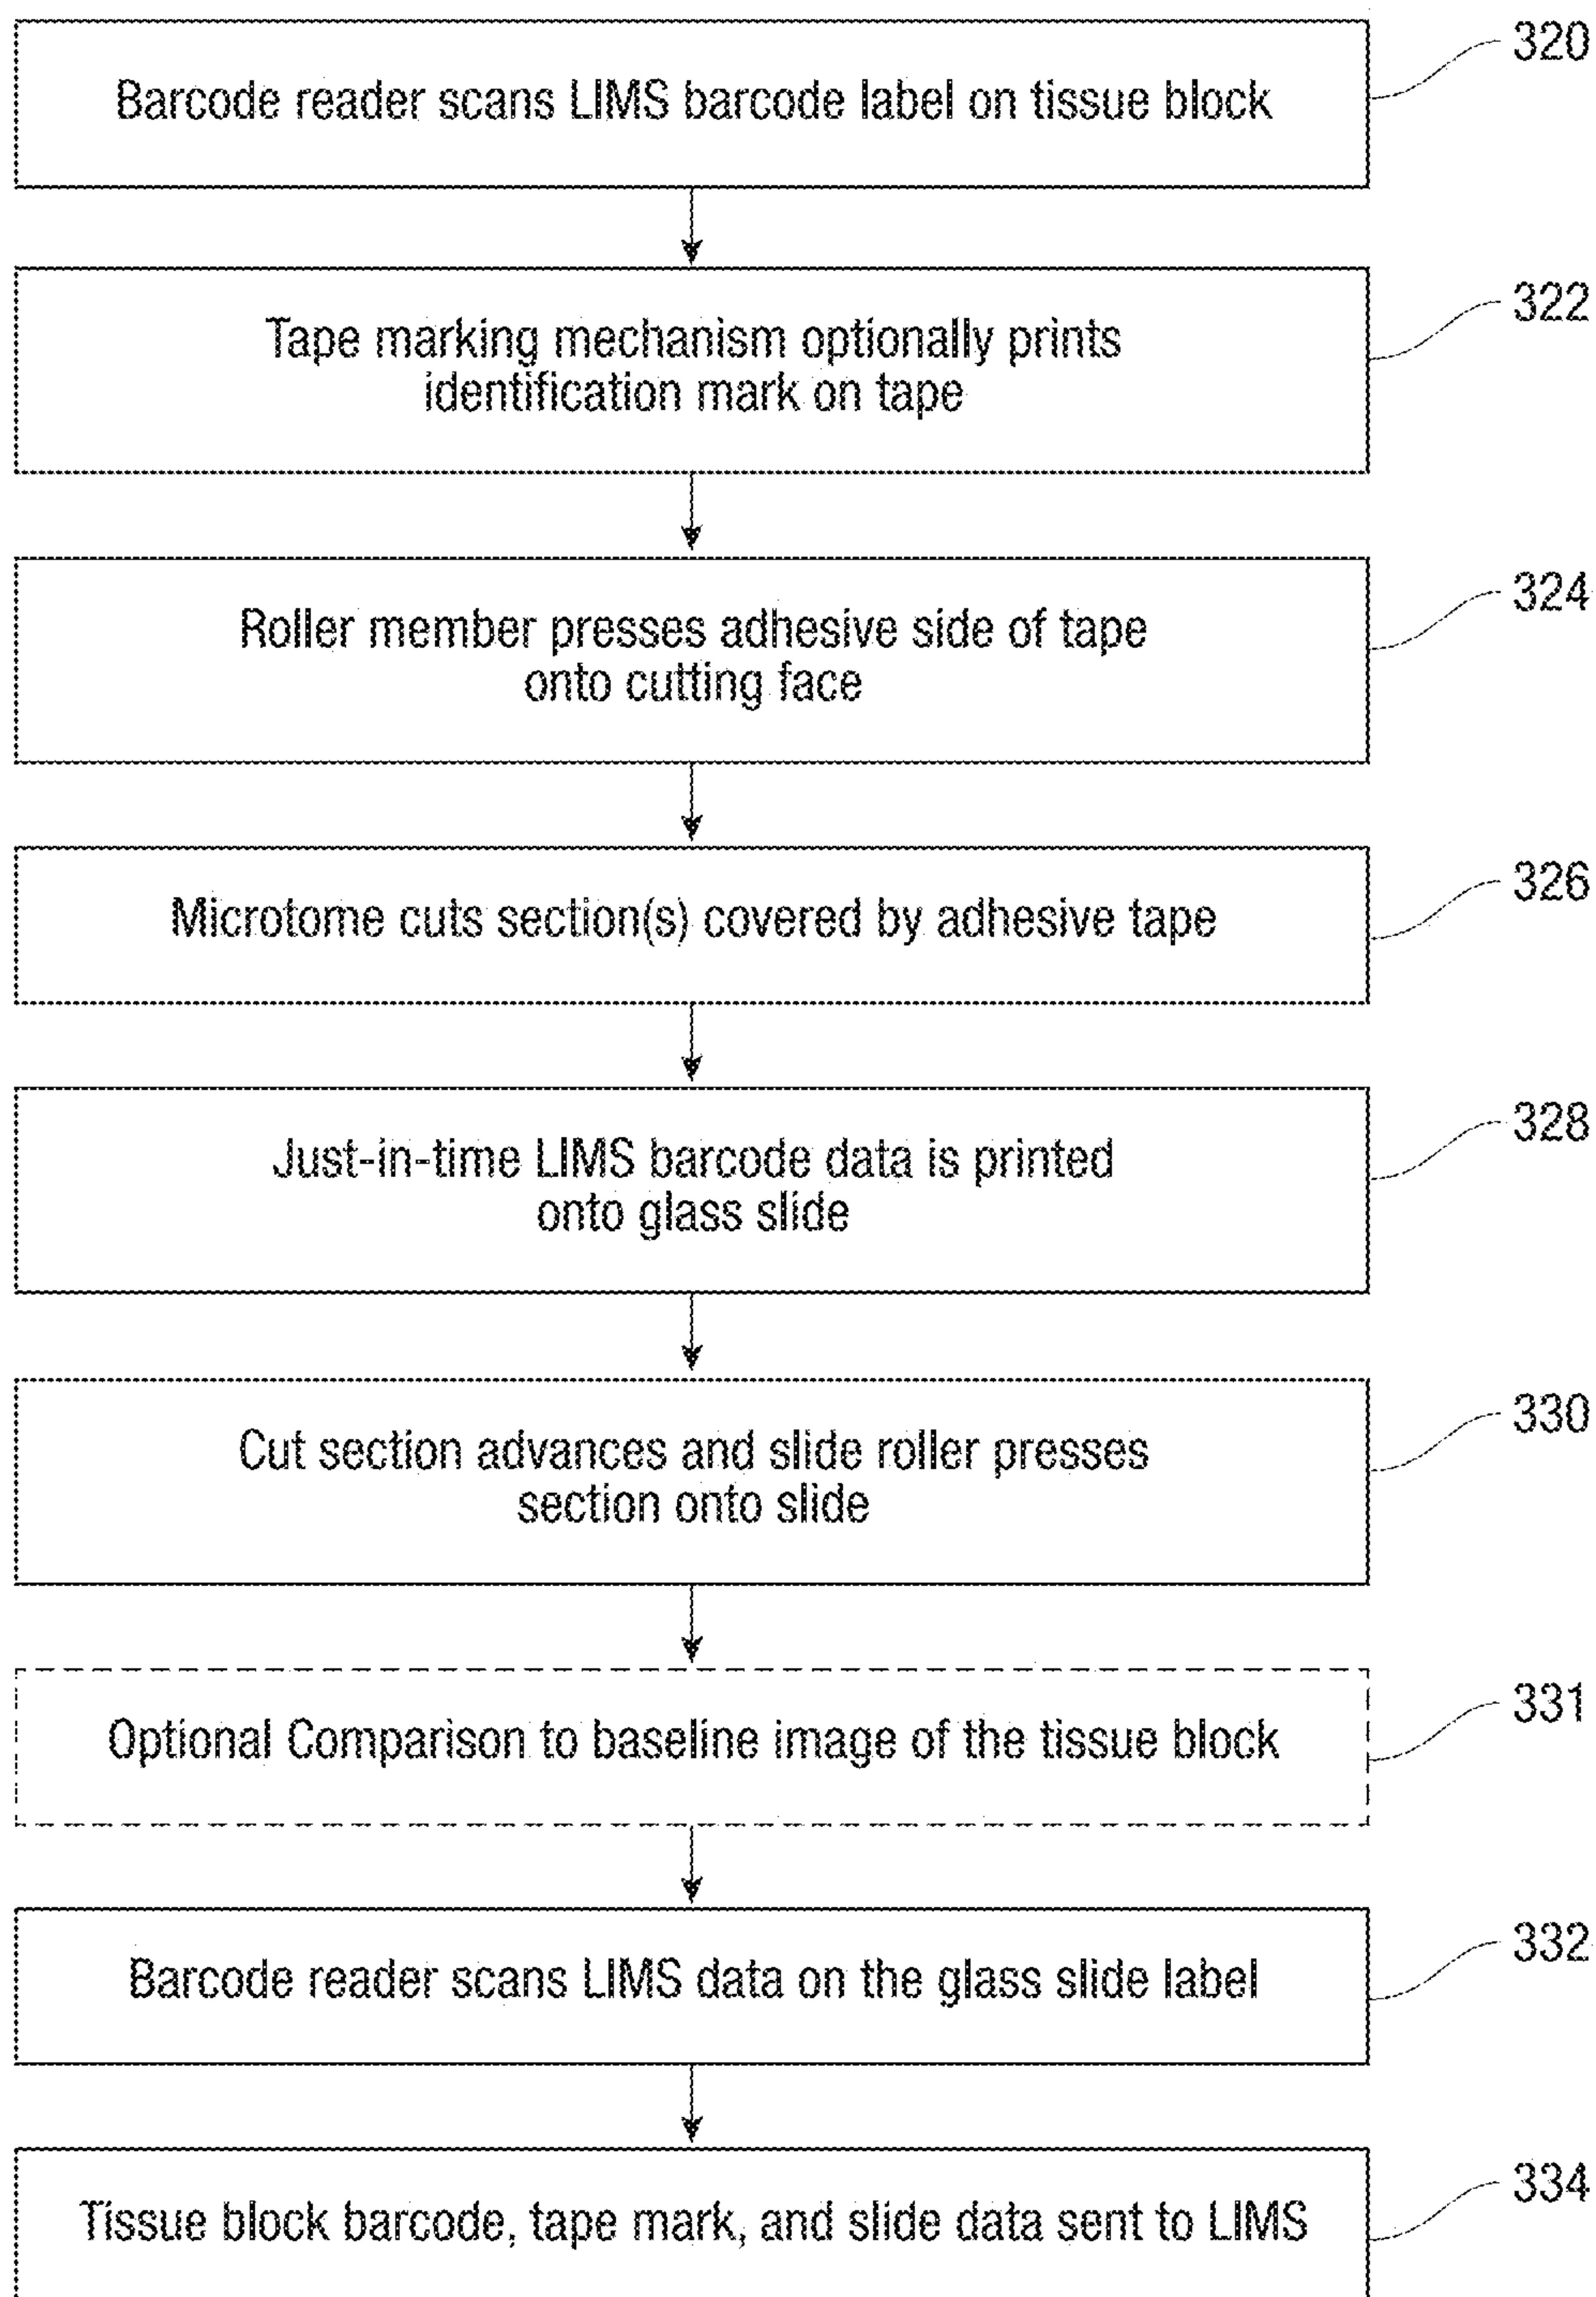 Barcode reader scans LIMS barcode label on tissue block
320
Tape marking mechanism optionally prints
identification mark on tape
322
Roller member presses adhesive side of tape
onto cutting face
324
Microtome cuts section(s) covered by adhesive tape
326
Just-in-time LIMS barcode data is printed
onto glass slide
328
Cut section advances and slide roller presses
section onto slide
330
Optional Comparison to baseline image of the tissue block
331
Barcode reader scans LIMS data on the glass slide label
332
Tissue block barcode, tape mark, and slide data sent to LIMS
334